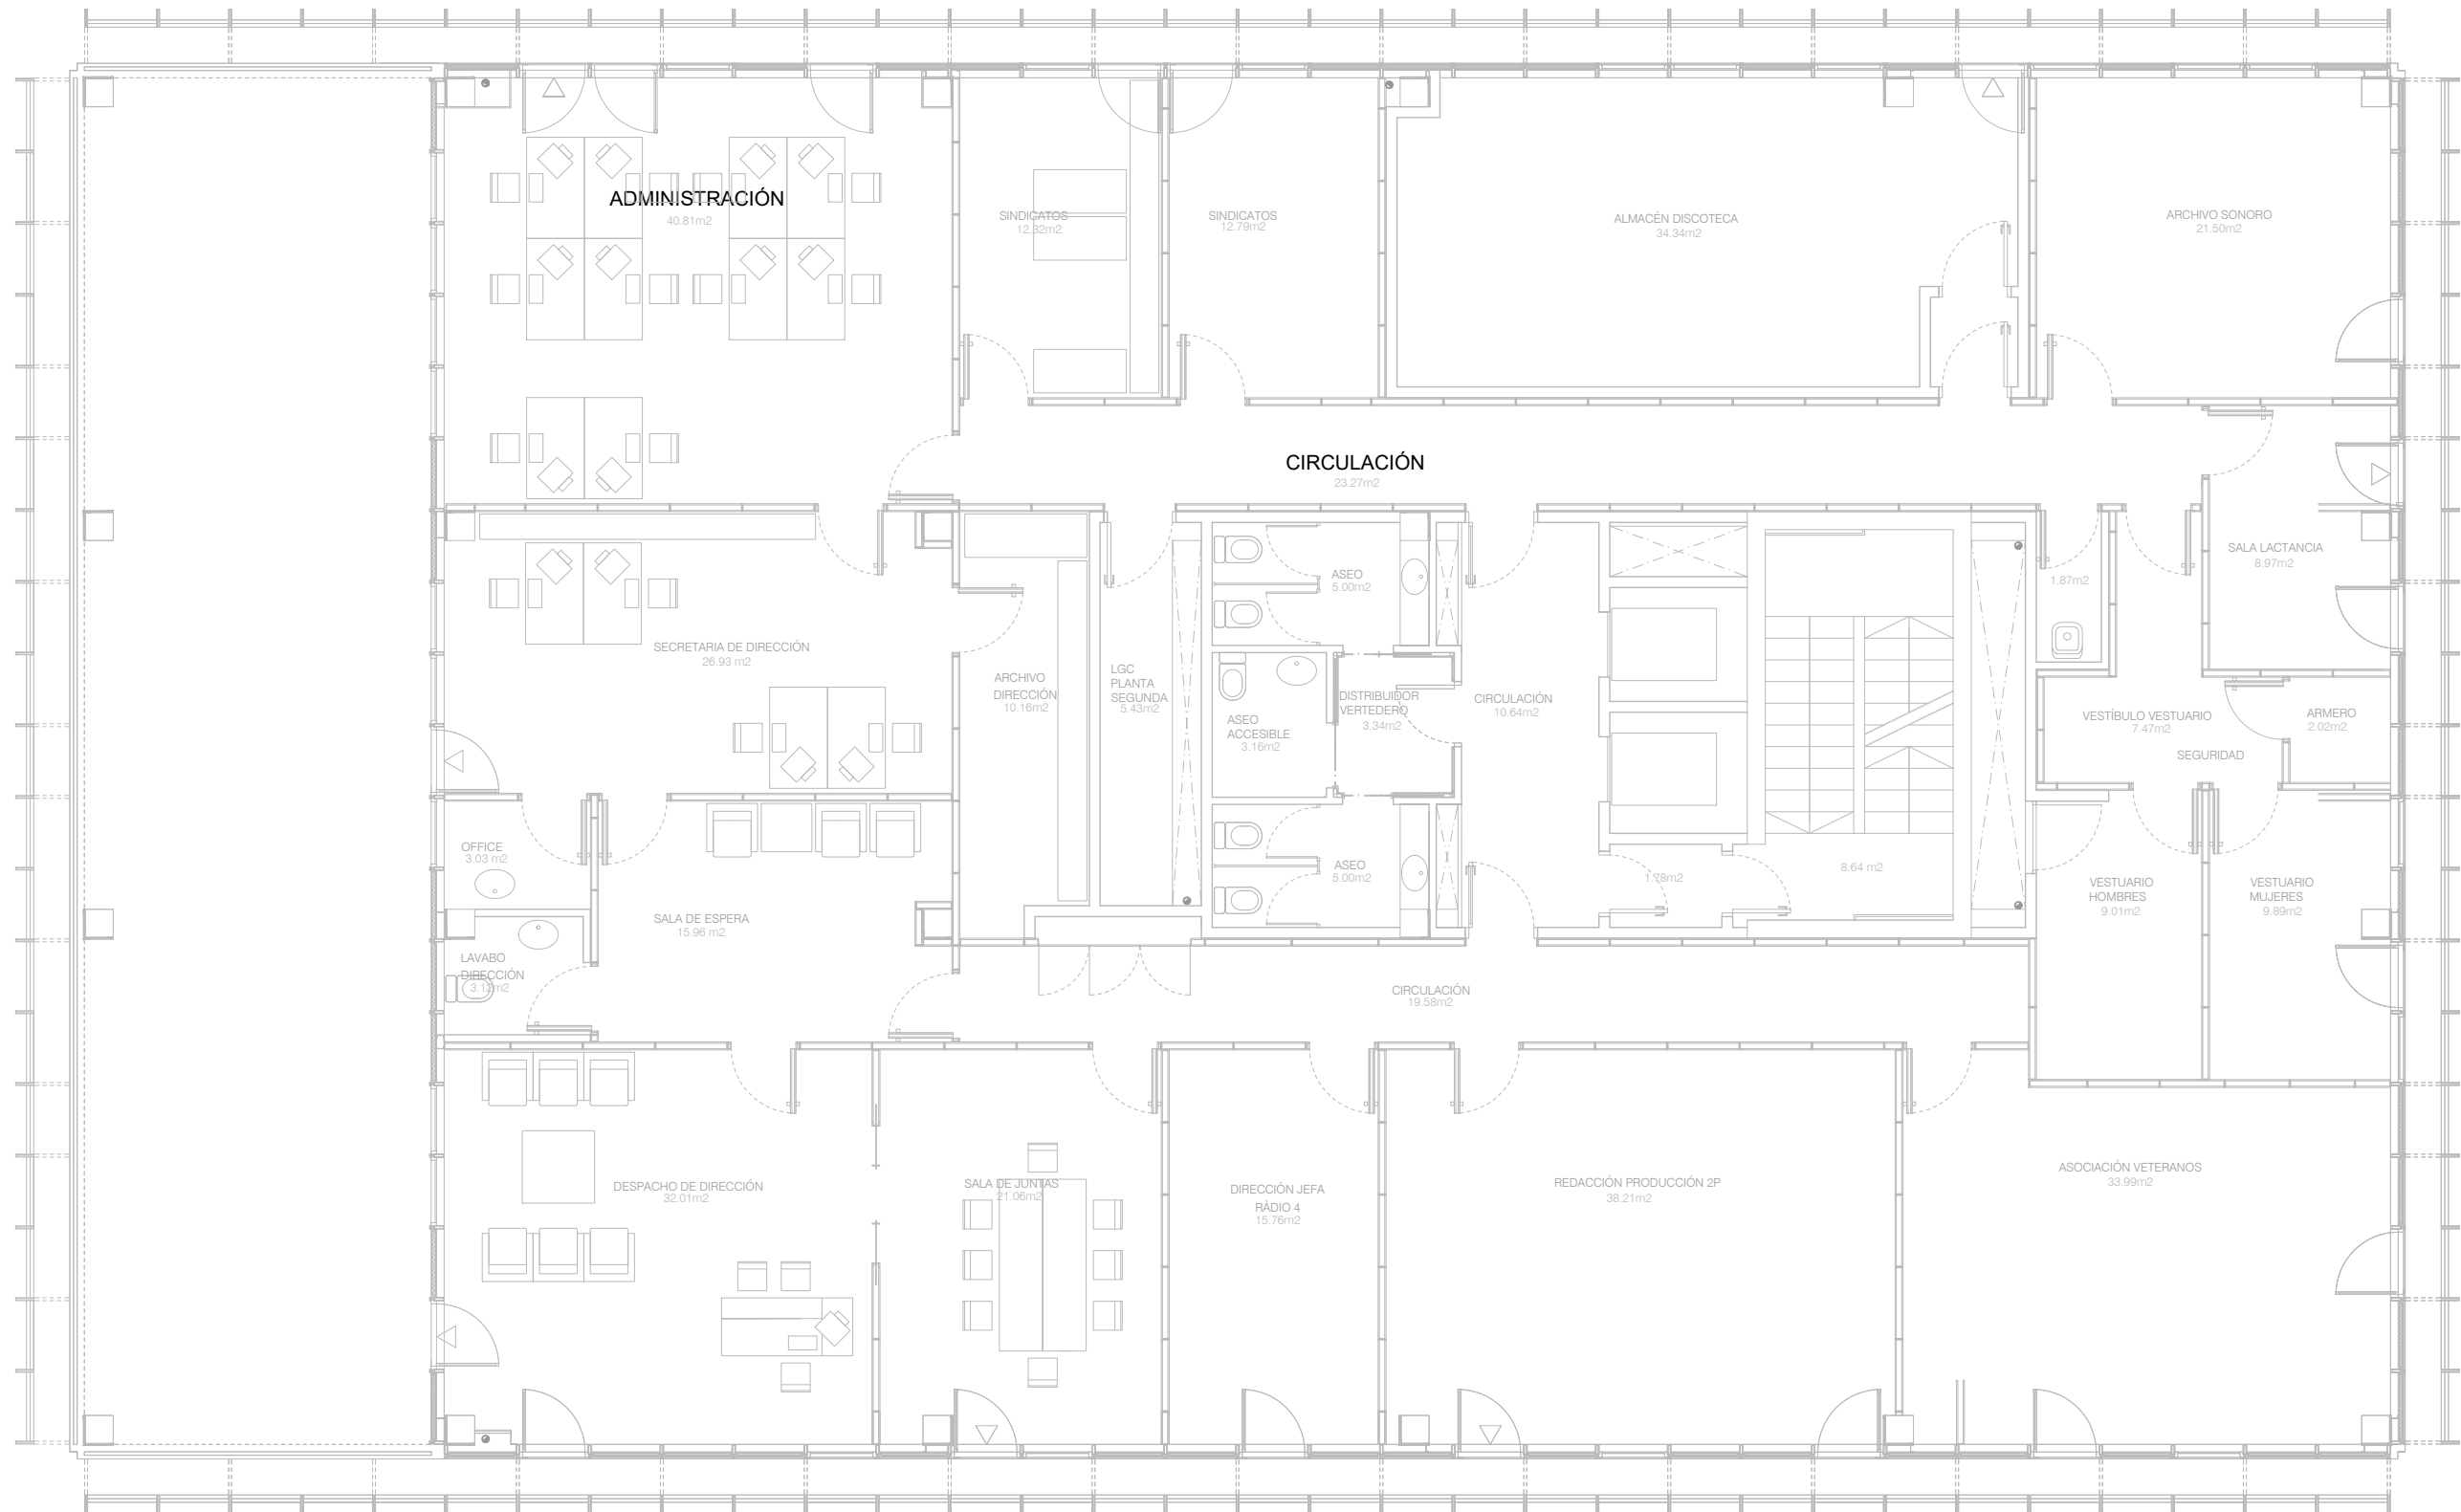 ADMINISTRACIÓN
40.81m2
SINDICATOS
12.32m2
SINDICATOS
12.79m2
ALMACÉN DISCOTECA
34.34m2
ARCHIVO SONORO
21.50m2
CIRCULACIÓN
23.27m2
SECRETARIA DE DIRECCIÓN
26.93 m2
ARCHIVO
DIRECCIÓN
10.16m2
LGC
PLANTA
SEGUNDA
5.43m2
ASEO
5.00m2
ASEO
ACCESIBLE
3.16m2
DISTRIBUIDOR
VERTEDERO
3.34m2
CIRCULACIÓN
10.64m2
1.87m2
SALA LACTANCIA
8.97m2
VESTÍBULO VESTUARIO
7.47m2
SEGURIDAD
ARMERO
2.02m2
OFFICE
3.03 m2
SALA DE ESPERA
15.96 m2
ASEO
5.00m2
1.78m2
8.64 m2
VESTUARIO
HOMBRES
9.01m2
VESTUARIO
MUJERES
9.89m2
LAVABO
DIRECCIÓN
3.12m2
CIRCULACIÓN
19.58m2
DESPACHO DE DIRECCIÓN
32.01m2
SALA DE JUNTAS
21.06m2
DIRECCIÓN JEFA
RÀDIO 4
15.76m2
REDACCIÓN PRODUCCIÓN 2P
38.21m2
ASOCIACIÓN VETERANOS
33.99m2